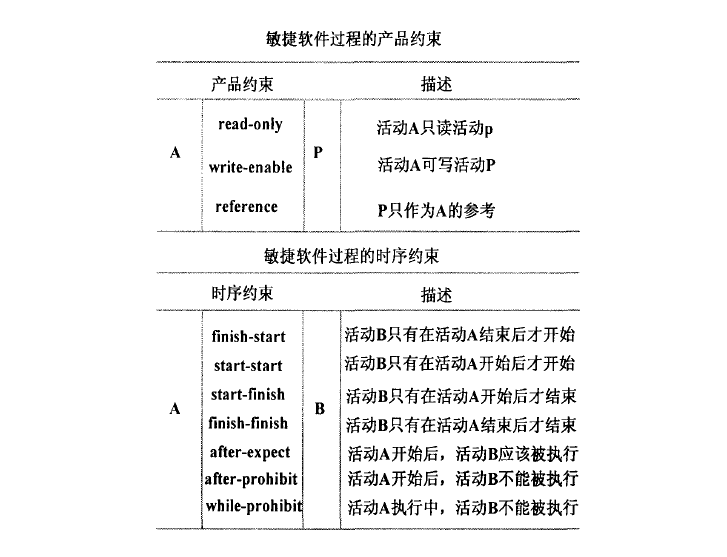 敏捷软件过程的产品约束
产品约束 描述
read-only 活动A只读活动p
A P
write-enable 活动A可写活动P
reference P只作为A的参考
敏捷软件过程的时序约束
时序约束 描述
finish-start 活动B只有在活动A结束后才开始
start-start 活动B只有在活动A开始后才开始
start-finish 活动B只有在活动A开始后才结束
A B
finish-finish 活动B只有在活动A结束后才结束
after-expect 活动A开始后，活动B应该被执行
after-prohibit 活动A开始后，活动B不能被执行
while-prohibit 活动A执行中，活动B不能被执行